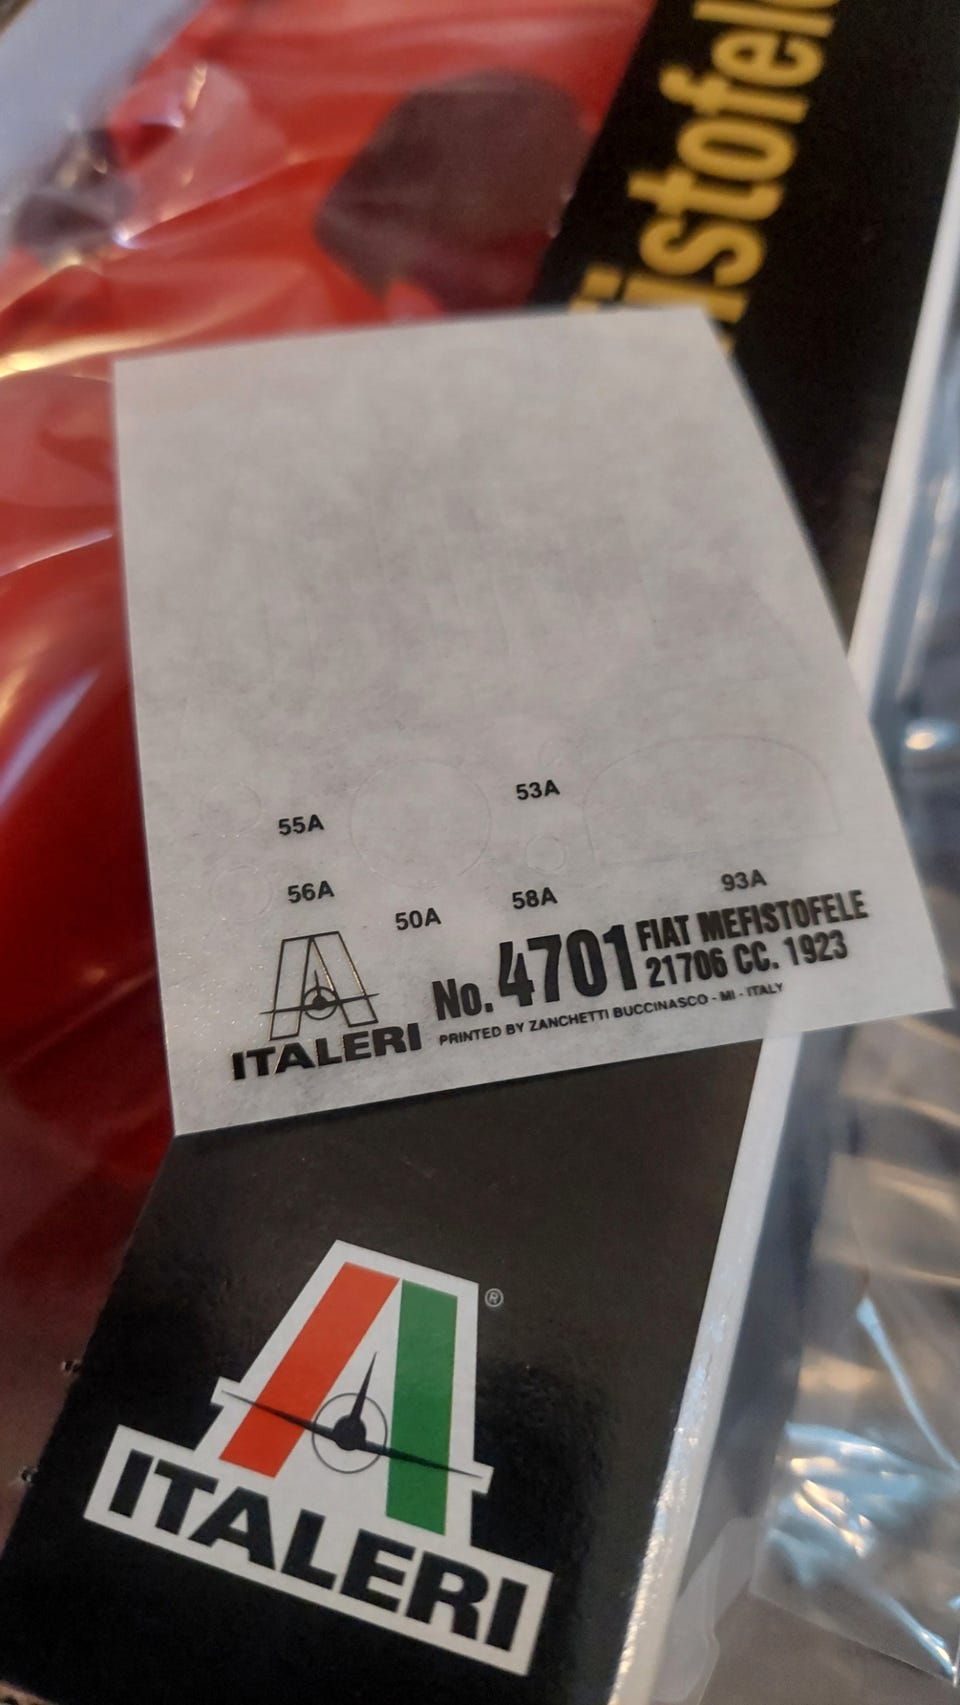 fistofele
55A
53A
56A
50A
58A
93A
ITALERI
No. 4701 FIAT MEFISTOFELE
21706 CC. 1923
PRINTED BY ZANCHETTI BUCCINASCO - MI - ITALY
®
ITALERI